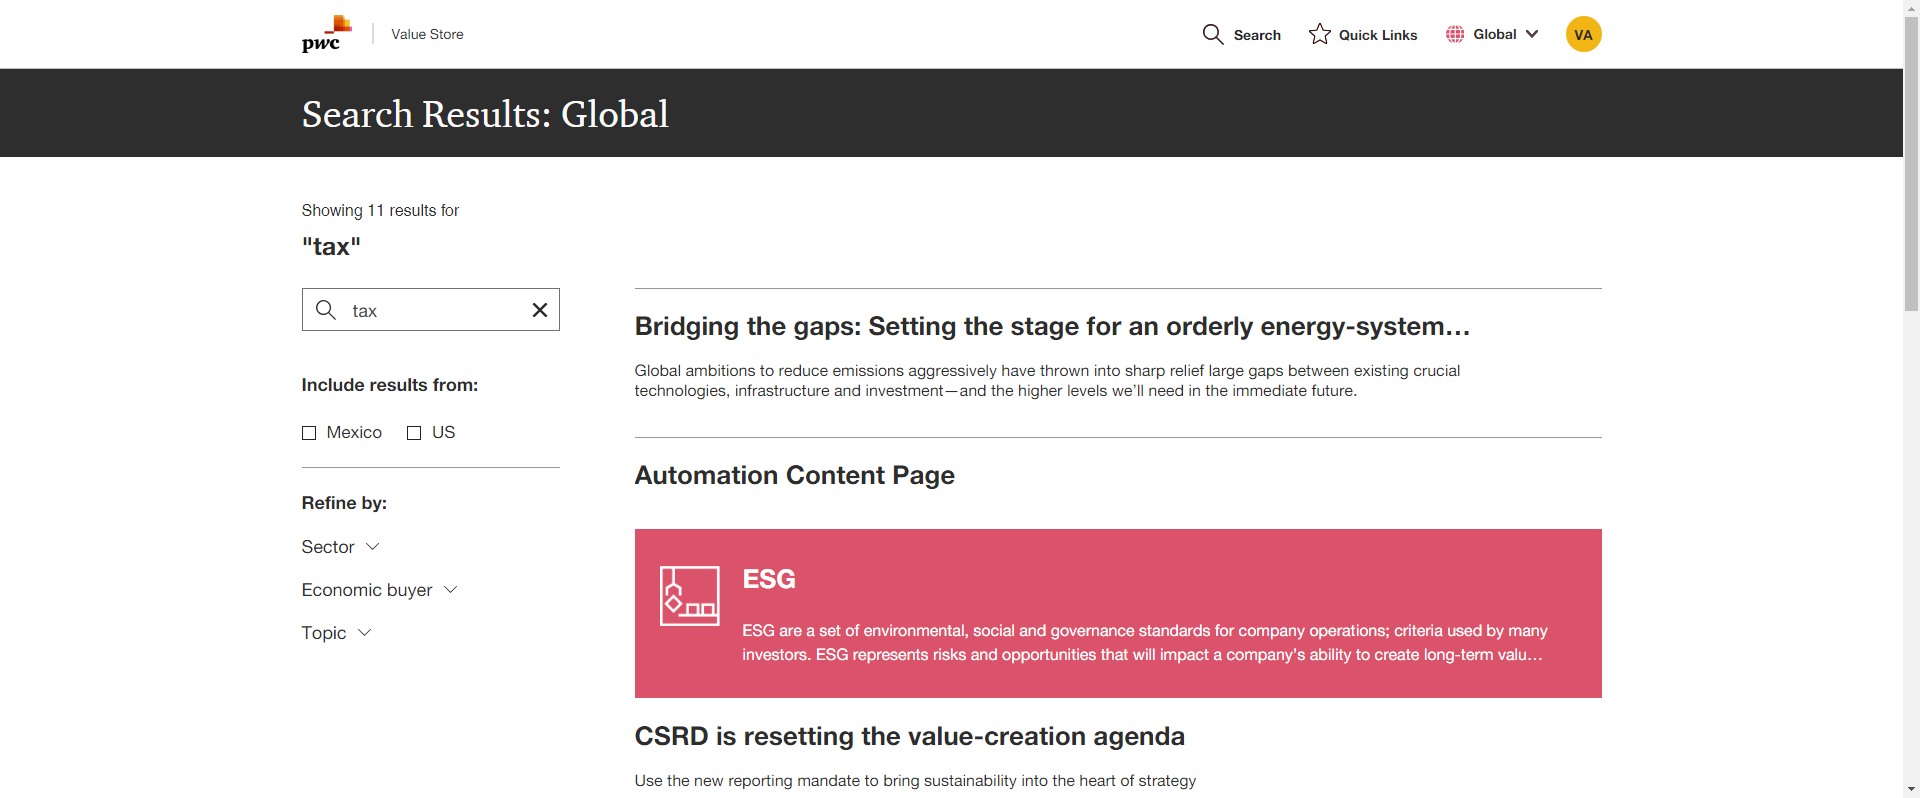 pwc
Value Store
Search
Quick Links
Global
VA
Search Results: Global
Showing 11 results for
"tax"
tax
Include results from:
Mexico
US
Refine by:
Sector
Economic buyer
Topic
Bridging the gaps: Setting the stage for an orderly energy-system…
Global ambitions to reduce emissions aggressively have thrown into sharp relief large gaps between existing crucial
technologies, infrastructure and investment—and the higher levels we’ll need in the immediate future.
Automation Content Page
ESG
ESG are a set of environmental, social and governance standards for company operations; criteria used by many
investors. ESG represents risks and opportunities that will impact a company’s ability to create long-term valu…
CSRD is resetting the value-creation agenda
Use the new reporting mandate to bring sustainability into the heart of strategy